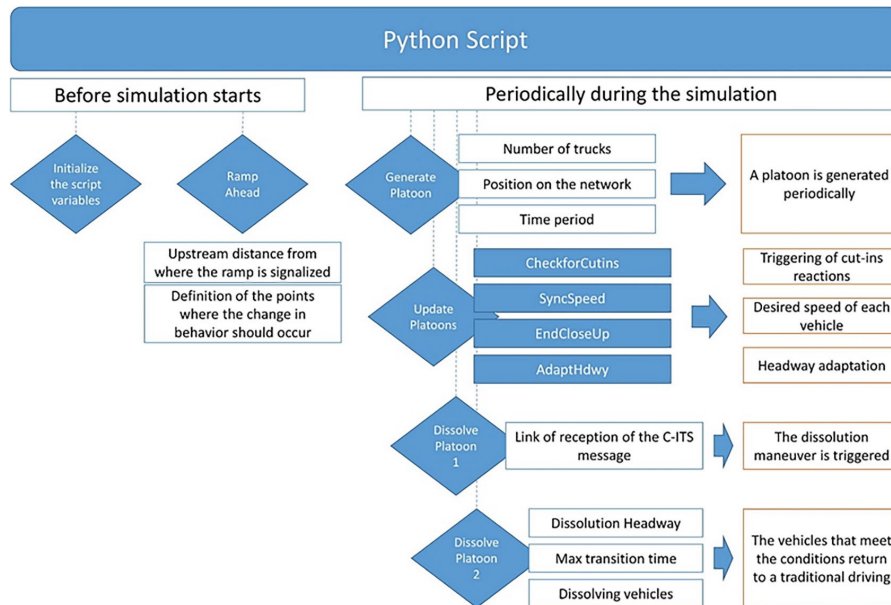 Python Script
Before simulation starts
Periodically during the simulation
Initialize
the script
variables
Ramp
Ahead
Upstream distance from
where the ramp is signalized
Definition of the points
where the change in
behavior should occur
Generate
Platoon
Number of trucks
Position on the network
Time period
A platoon is generated
periodically
Update
Platoons
CheckforCutins
SyncSpeed
EndCloseUp
AdaptHdwy
Triggering of cut-ins
reactions
Desired speed of each
vehicle
Headway adaptation
Dissolve
Platoon
1
Link of reception of the C-ITS
message
The dissolution
maneuver is triggered
Dissolve
Platoon
2
Dissolution Headway
Max transition time
Dissolving vehicles
The vehicles that meet
the conditions return
to a traditional driving